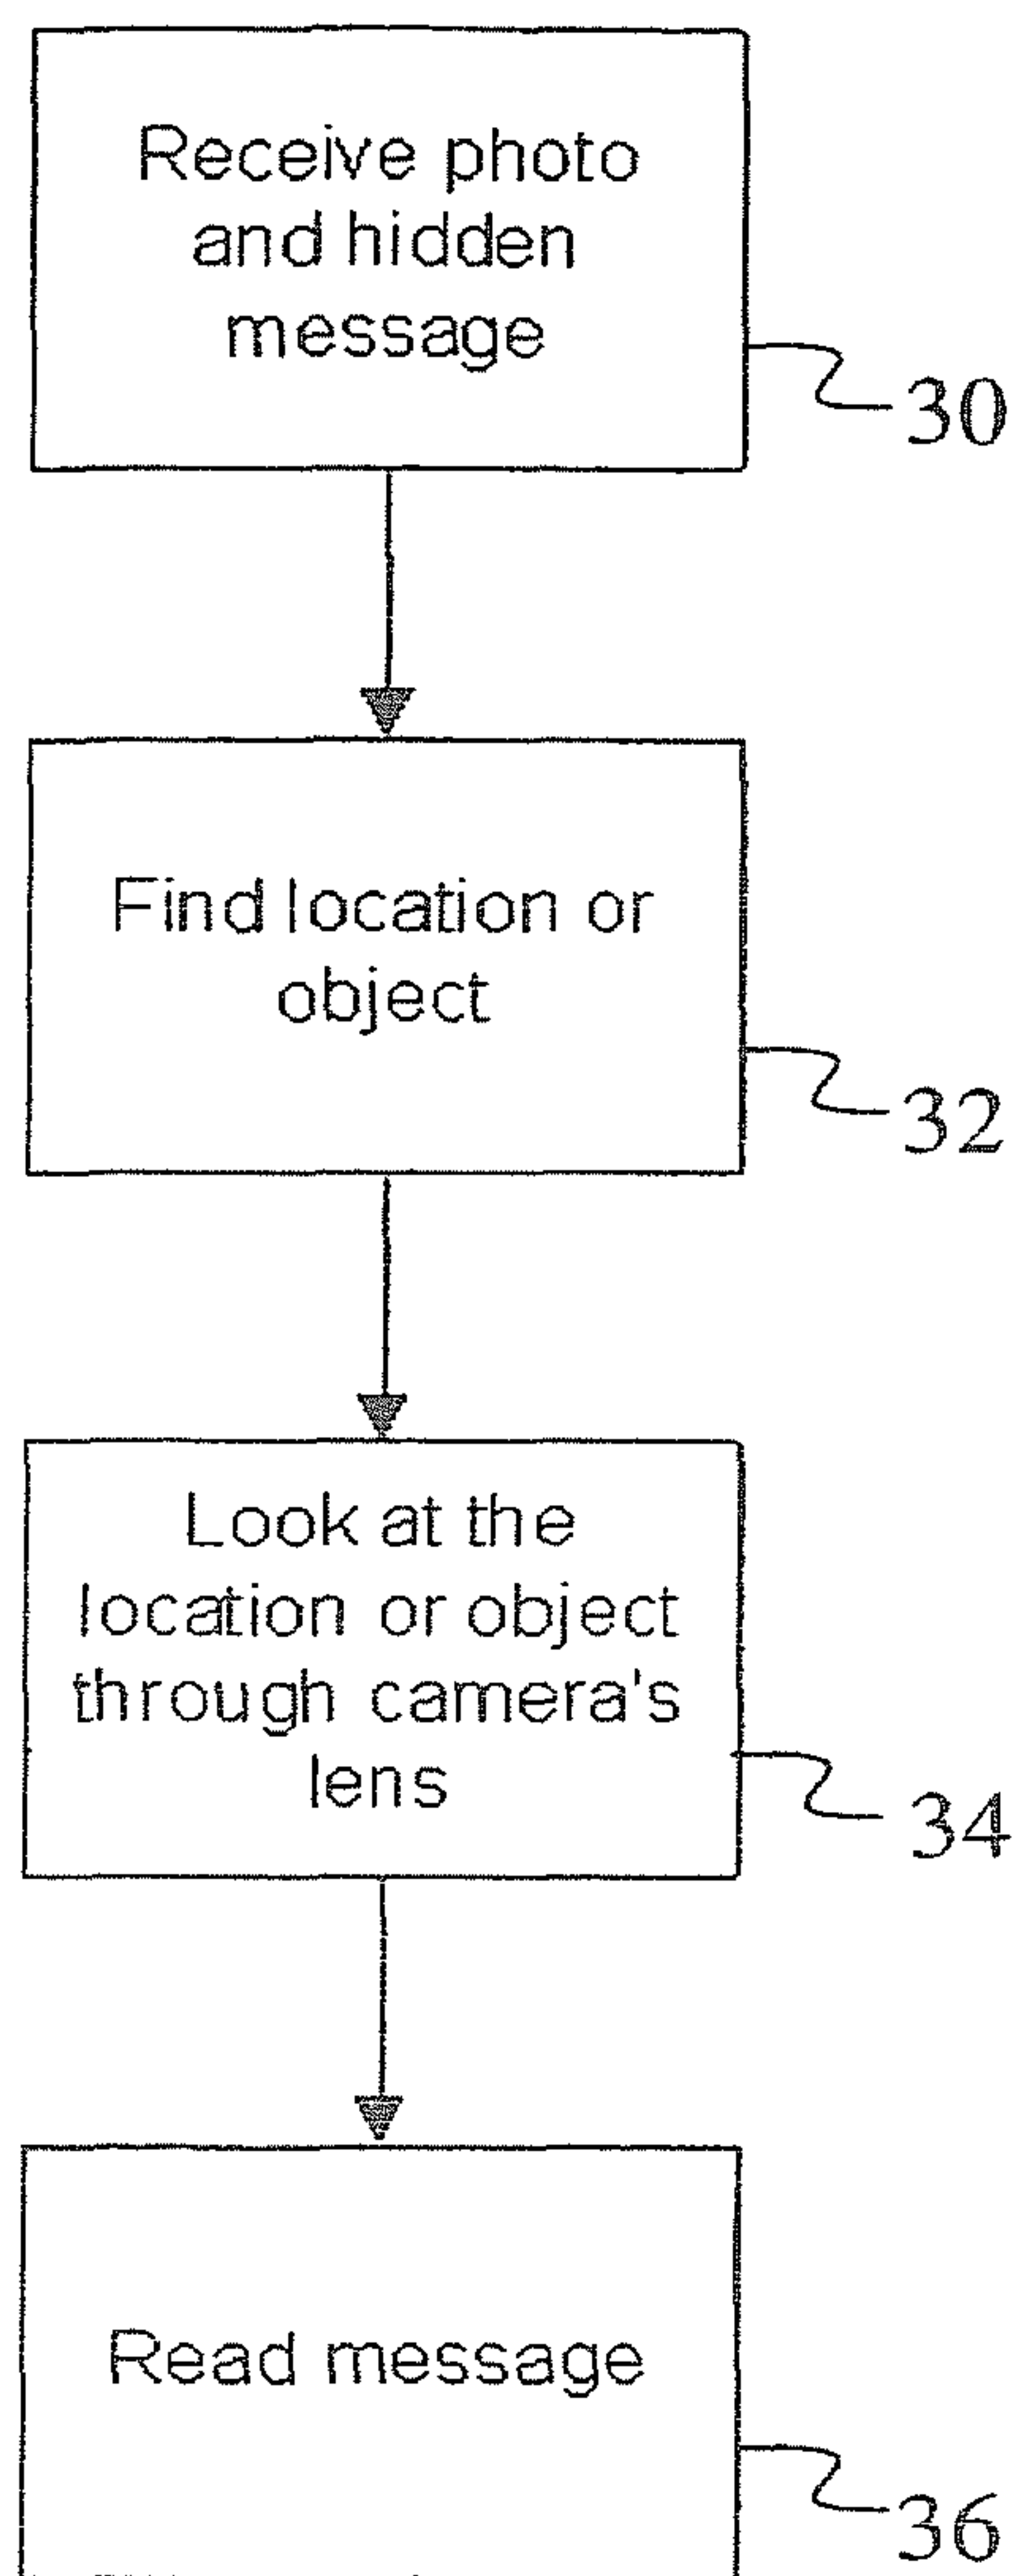 Receive photo
and hidden
message
30
Find location or
object
32
Look at the
location or object
through camera's
lens
34
Read message
36